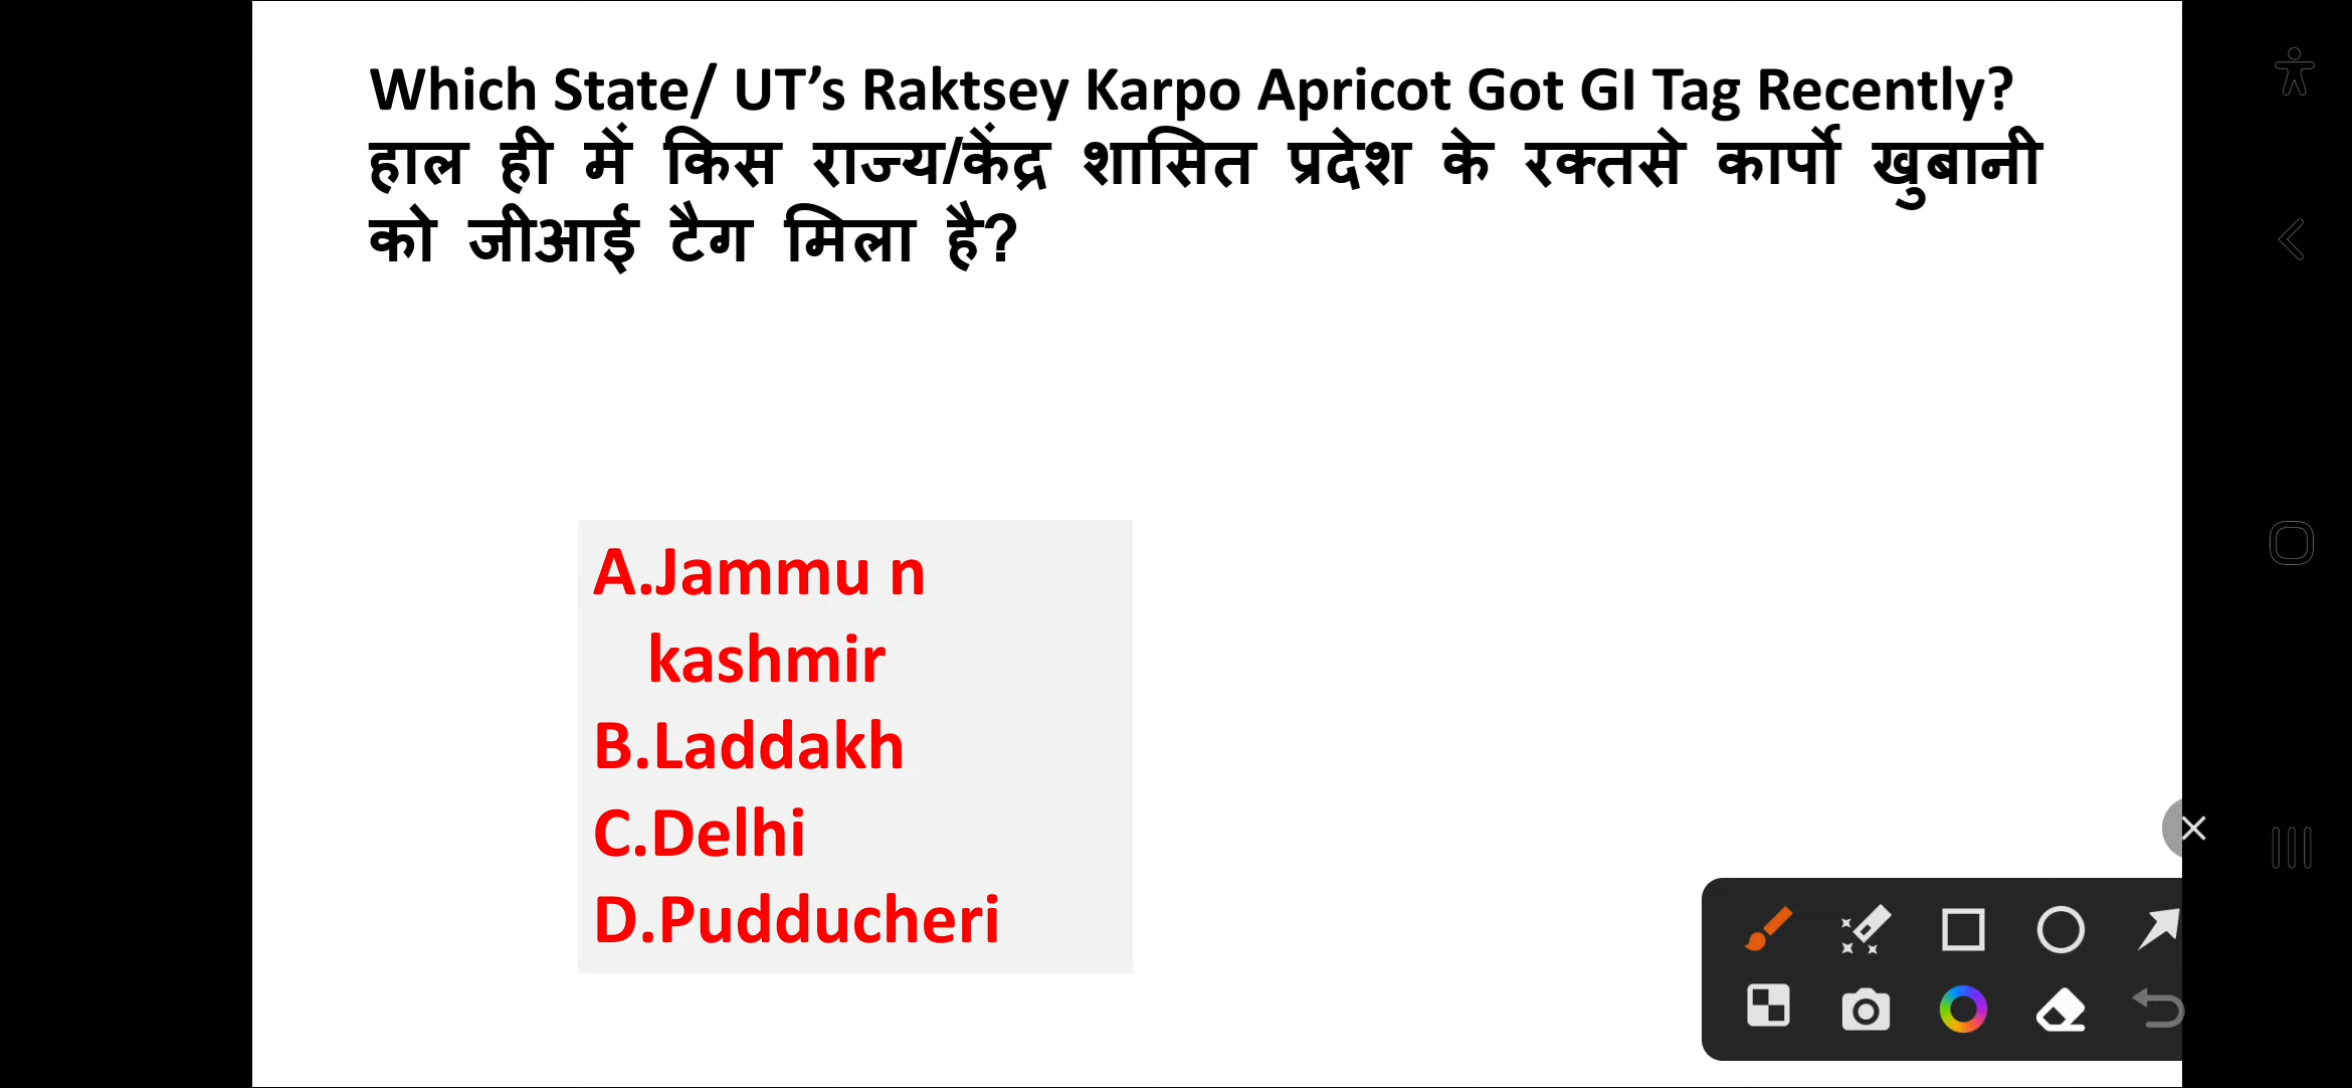 Which State/ UT’s Raktsey Karpo Apricot Got GI Tag Recently?
हाल ही में किस राज्य/केंद्र शासित प्रदेश के रक्तसे कार्पो खुबानी
को जीआई टैग मिला है?
A.Jammu n
kashmir
B.Laddakh
C.Delhi
D.Pudducheri